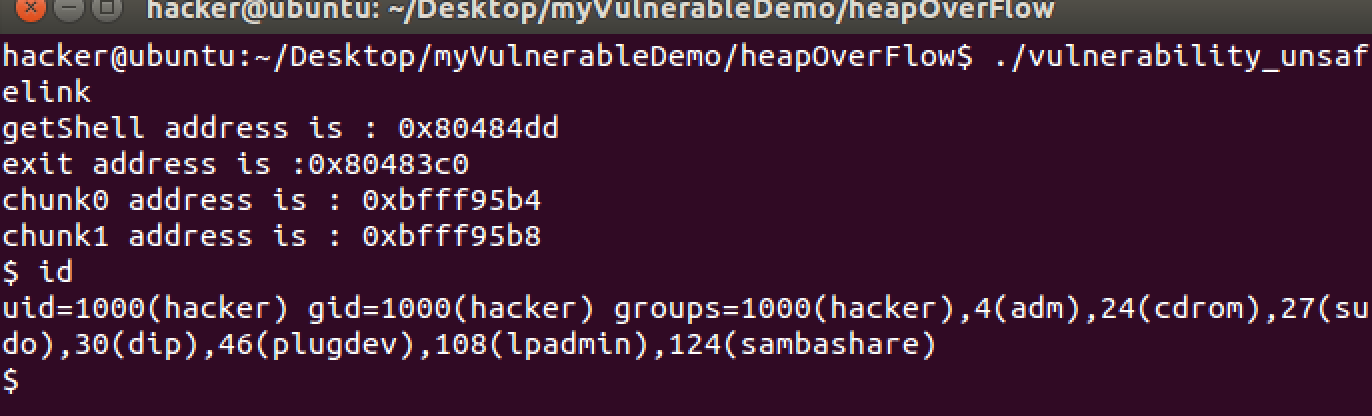 hacker@ubuntu: ~/Desktop/myVulnerableDemo/heapOverFlow
hacker@ubuntu:~/Desktop/myVulnerableDemo/heapOverFlow$ ./vulnerability_unsaf
elink
getShell address is : 0x80484dd
exit address is :0x80483c0
chunk0 address is : 0xbfff95b4
chunk1 address is : 0xbfff95b8
$ id
uid=1000(hacker) gid=1000(hacker) groups=1000(hacker),4(adm),24(cdrom),27(su
do),30(dip),46(plugdev),108(lpadmin),124(sambashare)
$